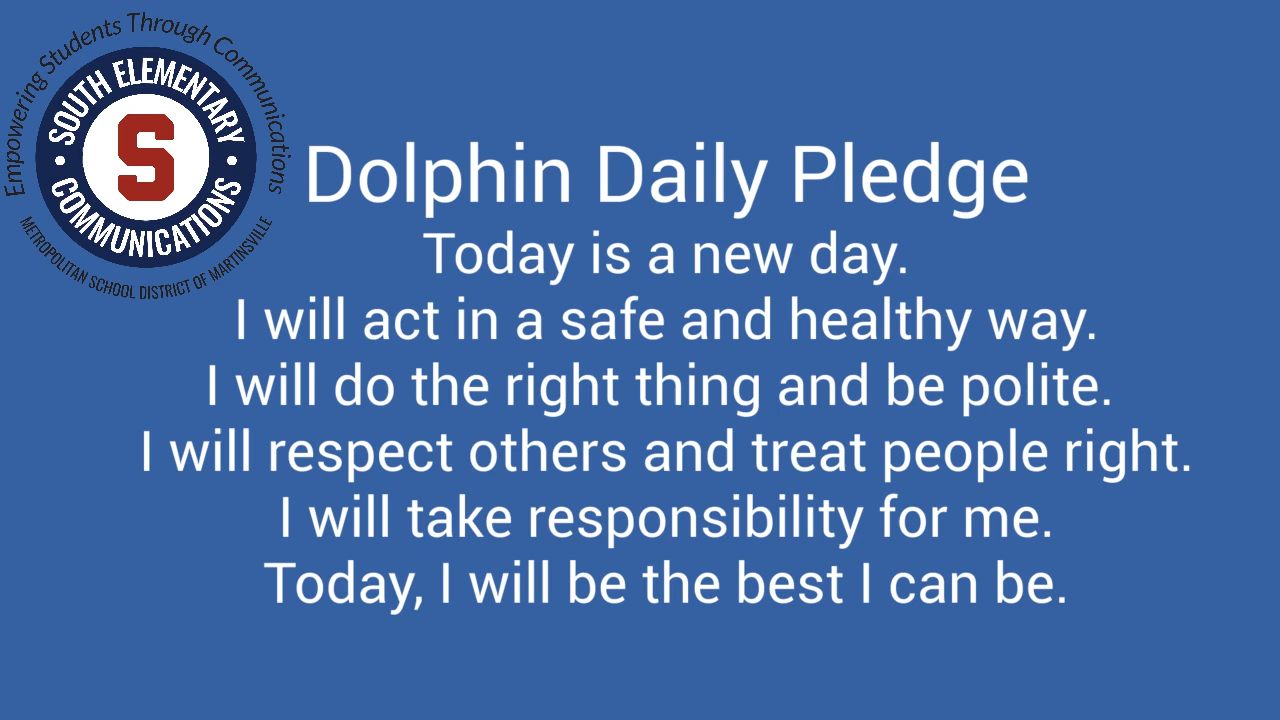 Empowering Students Through Communications
SOUTH ELEMENTARY
S
COMMUNICATIONS
METROPOLITAN SCHOOL DISTRICT OF MARTINSVILLE
Dolphin Daily Pledge
Today is a new day.
I will act in a safe and healthy way.
I will do the right thing and be polite.
I will respect others and treat people right.
I will take responsibility for me.
Today, I will be the best I can be.